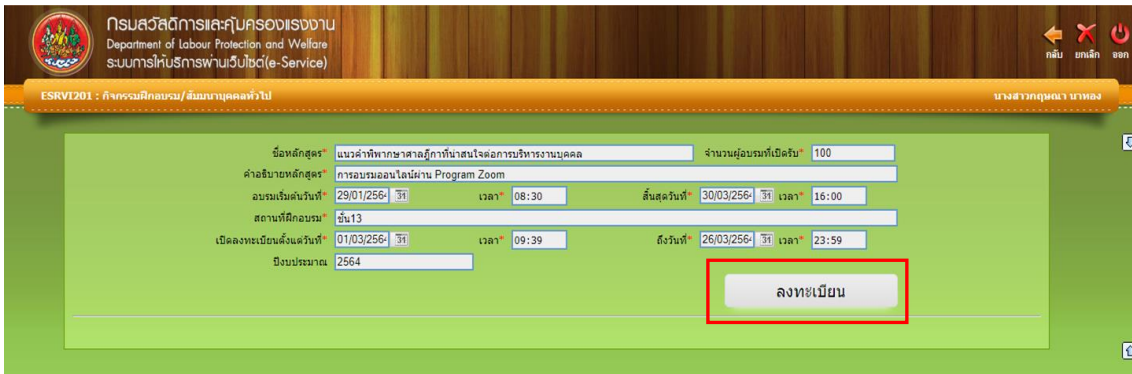 กรมสวัสดิการและคุ้มครองแรงงาน
Department of Labour Protection and Welfare
ระบบการให้บริการผ่านเว็บไซต์(e-Service)
กลับ ยกเลิก ออก
ESRVI201 : กิจกรรมฝึกอบรม/สัมมนาบุคคลทั่วไป นางสาวกฤษณา นาทอง
ชื่อหลักสูตร* แนวคำพิพากษาศาลฎีกาที่น่าสนใจต่อการบริหารงานบุคคล จำนวนผู้อบรมที่เปิดรับ* 100
คำอธิบายหลักสูตร* การอบรมออนไลน์ผ่าน Program Zoom
อบรมเริ่มต้นวันที่* 29/01/2564 31 เวลา* 08:30 สิ้นสุดวันที่* 30/03/2564 31 เวลา* 16:00
สถานที่ฝึกอบรม* ชั้น13
เปิดลงทะเบียนตั้งแต่วันที่* 01/03/2564 31 เวลา* 09:39 ถึงวันที่* 26/03/2564 31 เวลา* 23:59
ปีงบประมาณ 2564
ลงทะเบียน